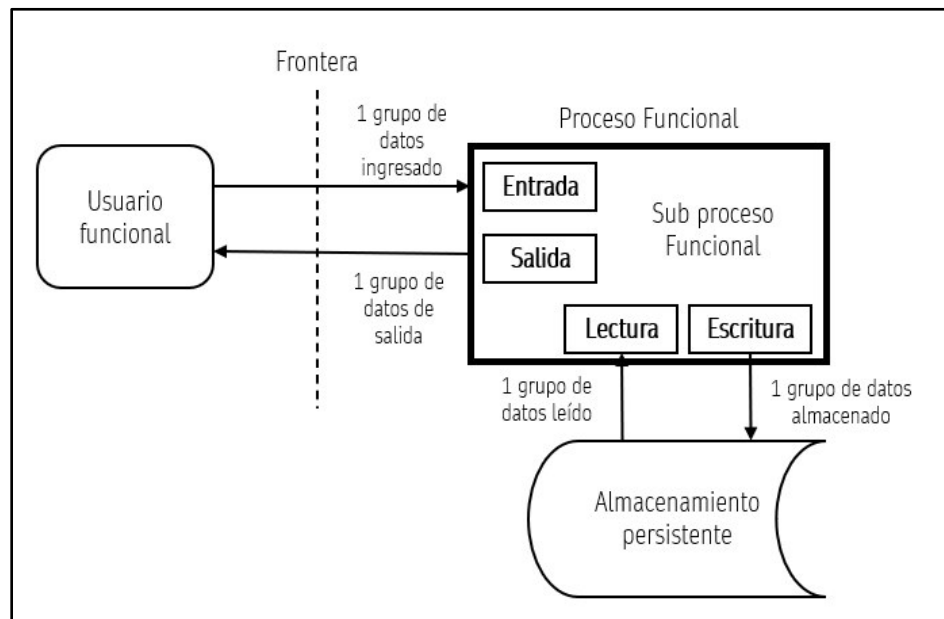 Frontera
1 grupo de
datos
ingresado
Proceso Funcional
Usuario
funcional
Entrada
Sub proceso
Funcional
Salida
1 grupo de
datos de
salida
Lectura
Escritura
1 grupo de
datos leído
1 grupo de datos
almacenado
Almacenamiento
persistente